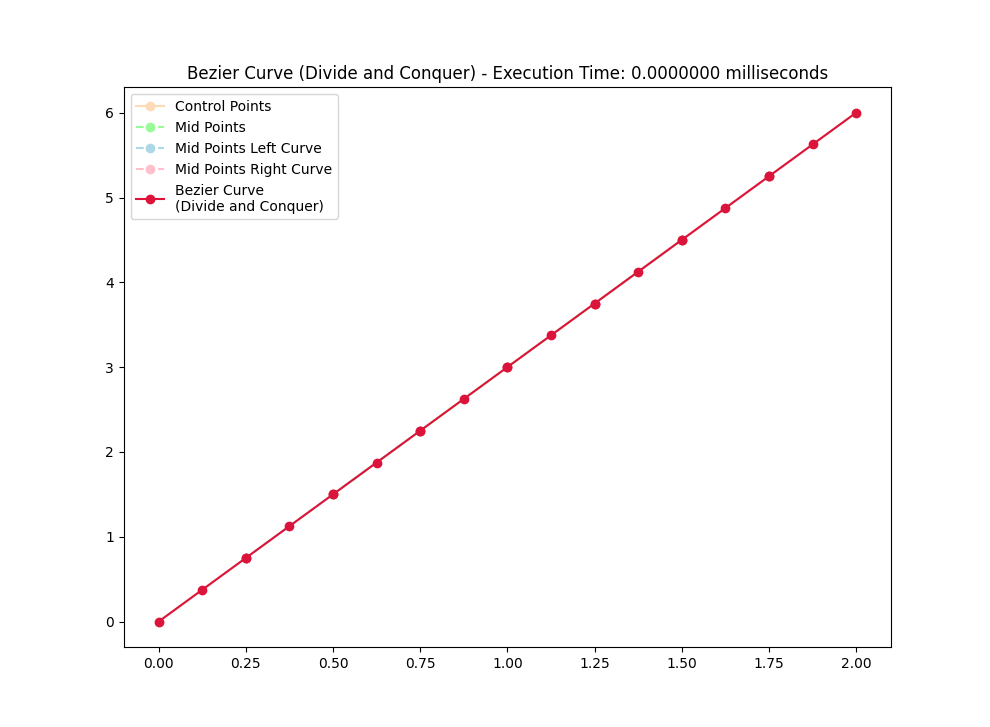 Bezier Curve (Divide and Conquer) - Execution Time: 0.0000000 milliseconds
Control Points
Mid Points
Mid Points Left Curve
Mid Points Right Curve
Bezier Curve
(Divide and Conquer)
6
5
4
3
2
1
0
0.00 0.25 0.50 0.75 1.00 1.25 1.50 1.75 2.00